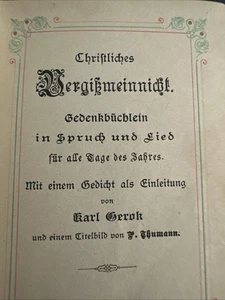 Christliches
Vergißmeinnicht.
Gedenkbüchlein
in Spruch und Lied
für alle Tage des Jahres.
Mit einem Gedicht als Einleitung
von
Karl Gerok
und einem Titelbild von P. Thumann.